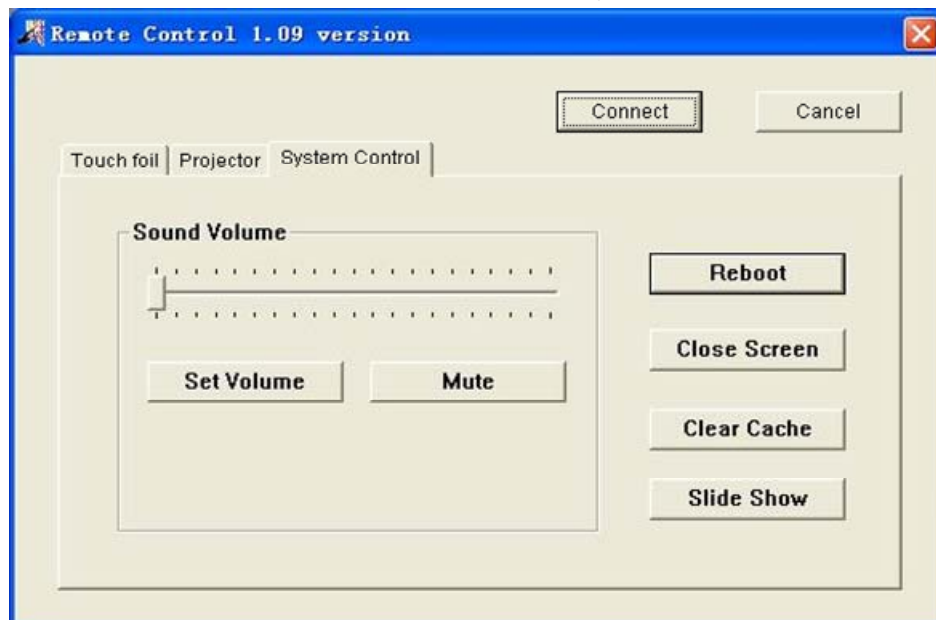 Remote Control 1.09 version
Connect Cancel
Touch foil Projector System Control
Sound Volume
Reboot
Close Screen
Set Volume Mute
Clear Cache
Slide Show